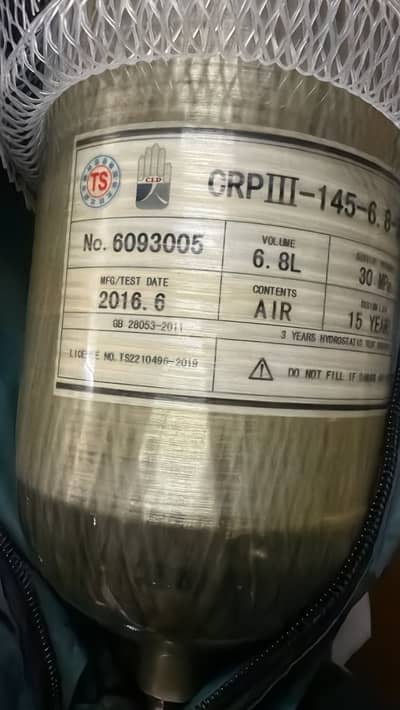 TS
CLD
CRPⅢ-145-6.8-
No. 6093005
VOLUME
6.8L
30 MPa
MFG/TEST DATE
2016.6
CONTENTS
AIR
15 YEAR
GB 28053-2011
3 YEARS HYDROSTATIC TEST
LICENSE NO. TS2210496-2019
DO NOT FILL IF DAMAGE